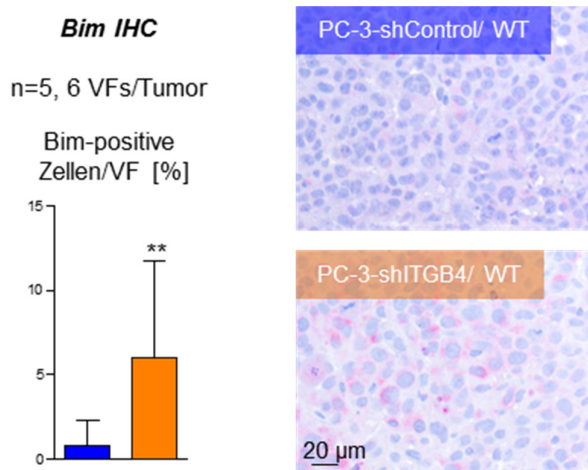 Bim IHC
n=5, 6 VFs/Tumor
Bim-positive
Zellen/VF [%]
15
**
10
5
0
PC-3-shControl/ WT
PC-3-shITGB4/ WT
20 µm